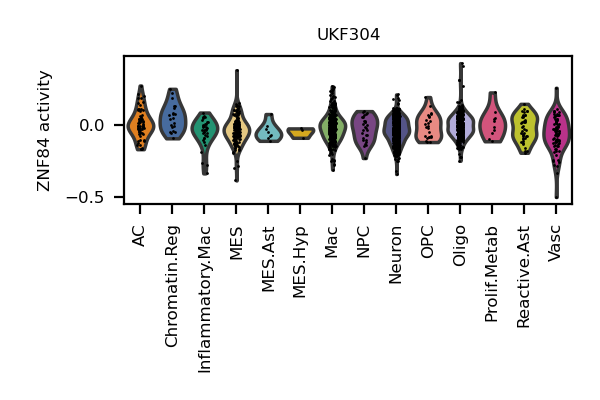 UKF304
ZNF84 activity
0.0
−0.5
AC
Chromatin.Reg
Inflammatory.Mac
MES
MES.Ast
MES.Hyp
Mac
NPC
Neuron
OPC
Oligo
Prolif.Metab
Reactive.Ast
Vasc